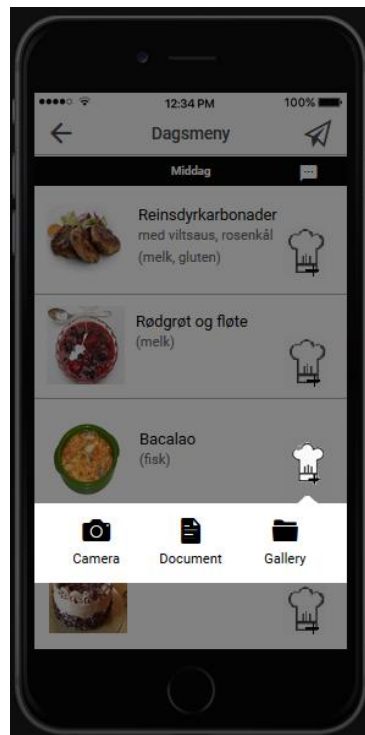 12:34 PM
100%
Dagsmeny
Middag
Reinsdyrkarbonader
med viltsaus, rosenkål
(melk, gluten)
Rødgrøt og fløte
(melk)
Bacalao
(fisk)
Camera Document Gallery